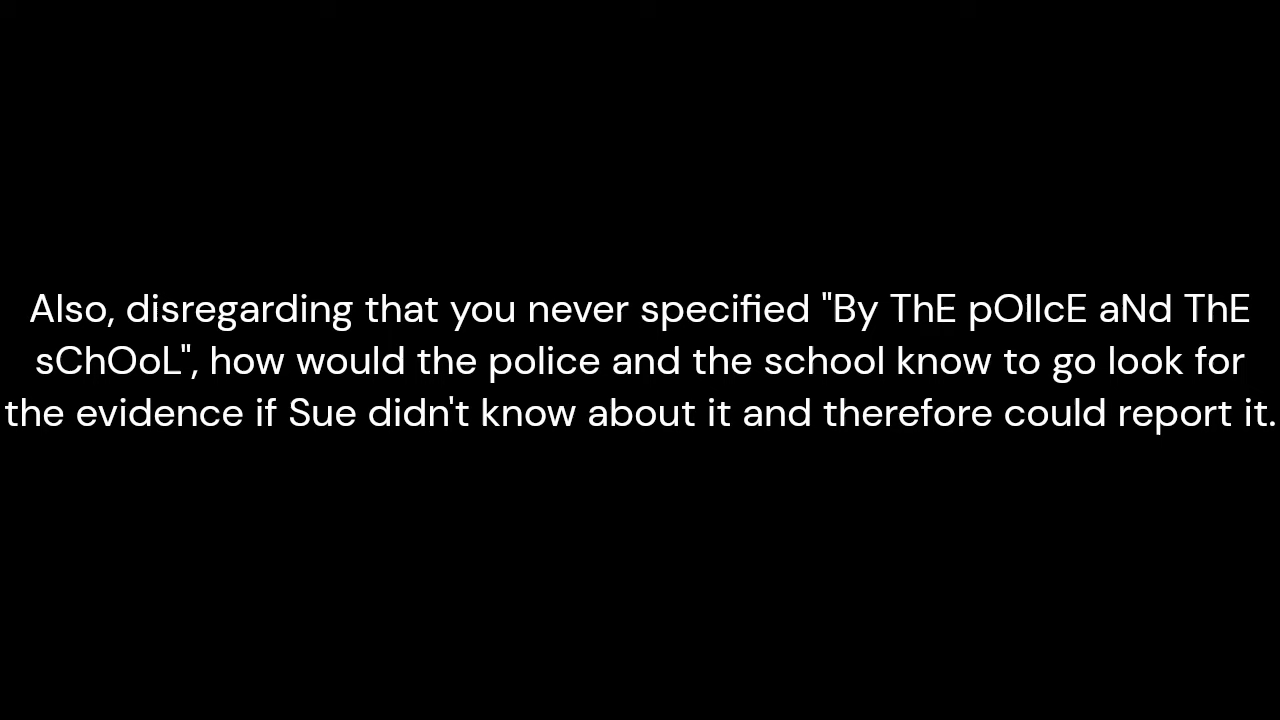 Also, disregarding that you never specified "By ThE pOlIcE aNd ThE
sChOoL", how would the police and the school know to go look for
the evidence if Sue didn't know about it and therefore could report it.